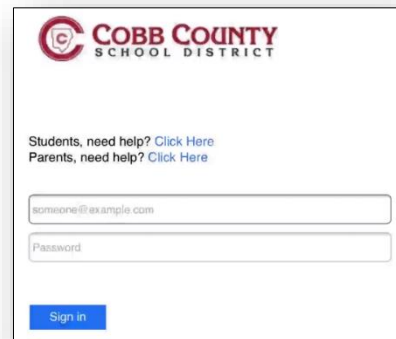 C
COBB COUNTY
SCHOOL DISTRICT
Students, need help? Click Here
Parents, need help? Click Here
someone@example.com
Password
Sign in